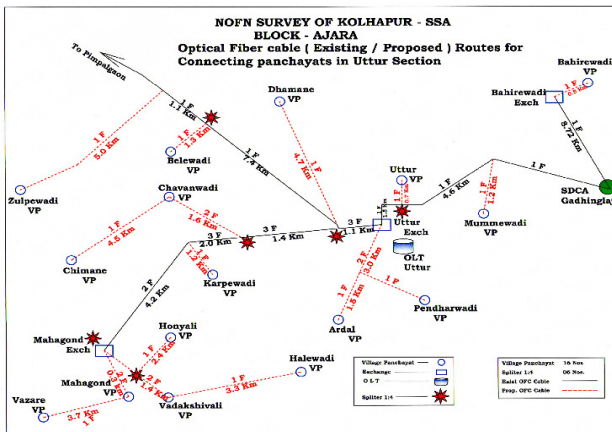 NOFN SURVEY OF KOLHAPUR - SSA
BLOCK - AJARA
Optical Fiber cable ( Existing / Proposed ) Routes for
Connecting panchayats in Uttur Section
To Pimpalgaon
Bahirewadi
VP
Bahirewadi
Exch
1 F
1 F
8.72 Km
Dhamane
VP
1 F
1.1 Km
1 F
5.0 Km
1 F
1.3 Km
Belewadi
VP
1 F
7.4 Km
4.7 Km
1 F
Zulpewadi
VP
Chavanwadi
VP
2 F
1.6 Km
1 F
4.5 Km
Chimane
VP
3 F
2.0 Km
3 F
1.4 Km
3 F
1.1 Km
Uttur
VP
1 F
Uttur
Exch
OLT
Uttur
1 F
4.6 Km
1 F
1 F
1.2 Km
Mummewadi
VP
SDCA
Gadhinglaj
1 F
1.2 Km
Karpewadi
VP
2 F
4.2 Km
2 F
3.0 Km
1 F
1.5 Km
1 F
Pendharwadi
VP
Ardal
VP
Mahagond
Exch
Honyali
VP
1 F
2.4 Km
2 F
0.3 Km
2 F
1.4 Km
Mahagond
VP
Halewadi
VP
1 F
3.3 Km
Vadakshivali
VP
Vazare
VP
3.7 Km
1 F
Village Panchayat
Exchange
O L T
Spliter 1:4
Village Panchayat 16 Nos.
Spliter 1:4 06 Nos.
Exist OFC Cable
Prop. OFC Cable